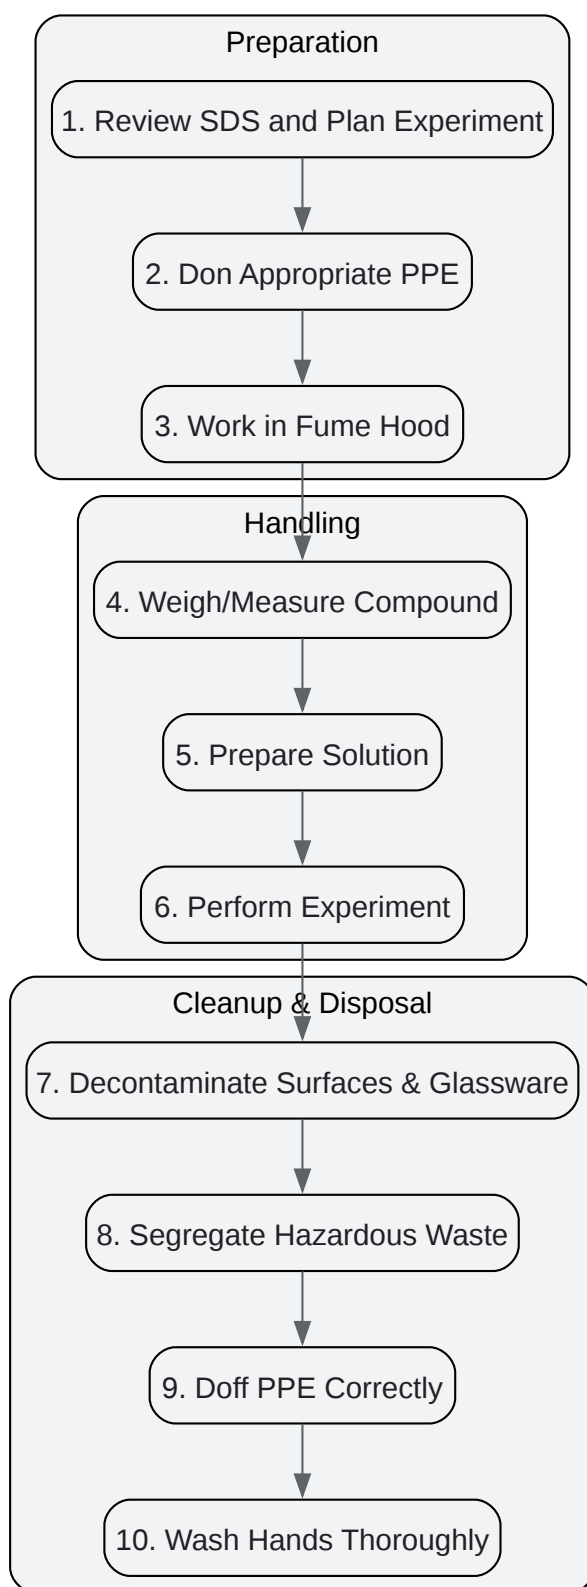 Preparation
1. Review SDS and Plan Experiment
2. Don Appropriate PPE
3. Work in Fume Hood
Handling
4. Weigh/Measure Compound
5. Prepare Solution
6. Perform Experiment
Cleanup & Disposal
7. Decontaminate Surfaces & Glassware
8. Segregate Hazardous Waste
9. Doff PPE Correctly
10. Wash Hands Thoroughly